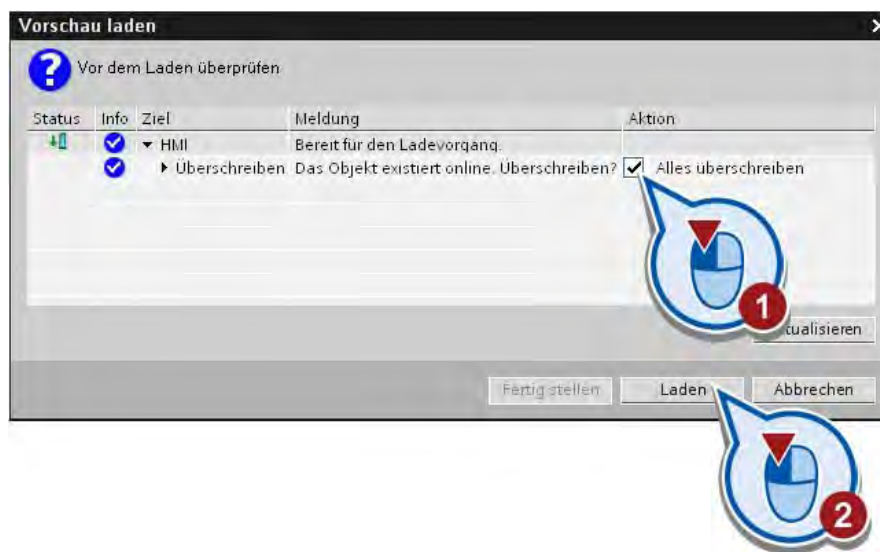 Vorschau laden
Vor dem Laden überprüfen
Status Info Ziel Meldung Aktion
HMI Bereit für den Ladevorgang.
Überschreiben Das Objekt existiert online. Überschreiben? Alles überschreiben
1
tualisieren
Fertig stellen Laden Abbrechen
2